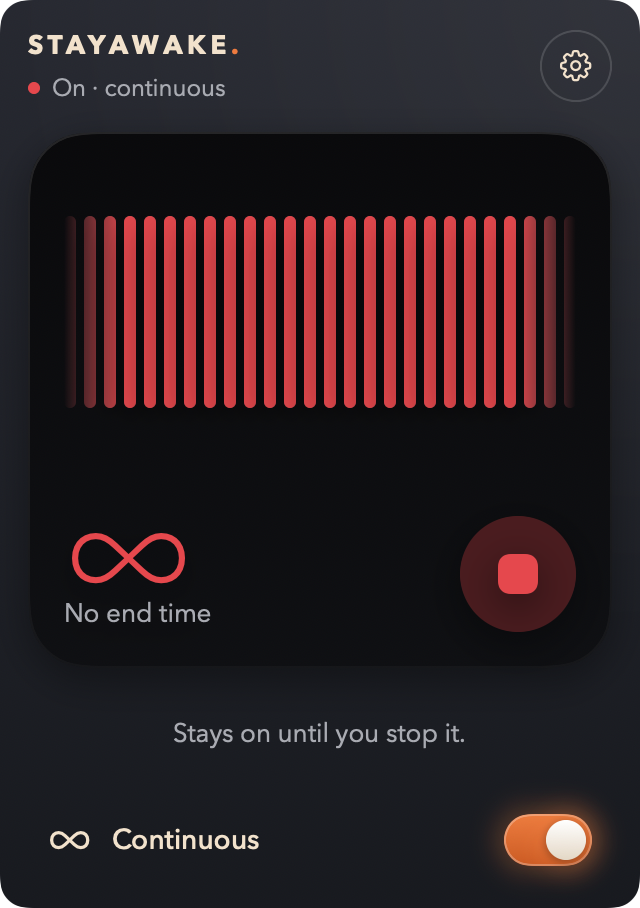 STAYAWAKE.
On · continuous
No end time
Stays on until you stop it.
Continuous